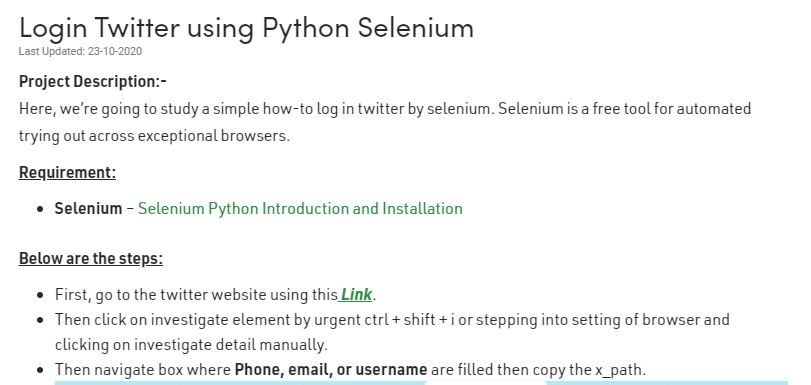 Login Twitter using Python Selenium
Last Updated: 23-10-2020
Project Description:-
Here, we're going to study a simple how-to log in twitter by selenium. Selenium is a free tool for automated
trying out across exceptional browsers.
Requirement:
• Selenium – Selenium Python Introduction and Installation
Below are the steps:
• First, go to the twitter website using this Link.
• Then click on investigate element by urgent ctrl + shift + i or stepping into setting of browser and
clicking on investigate detail manually.
• Then navigate box where Phone, email, or username are filled then copy the x_path.